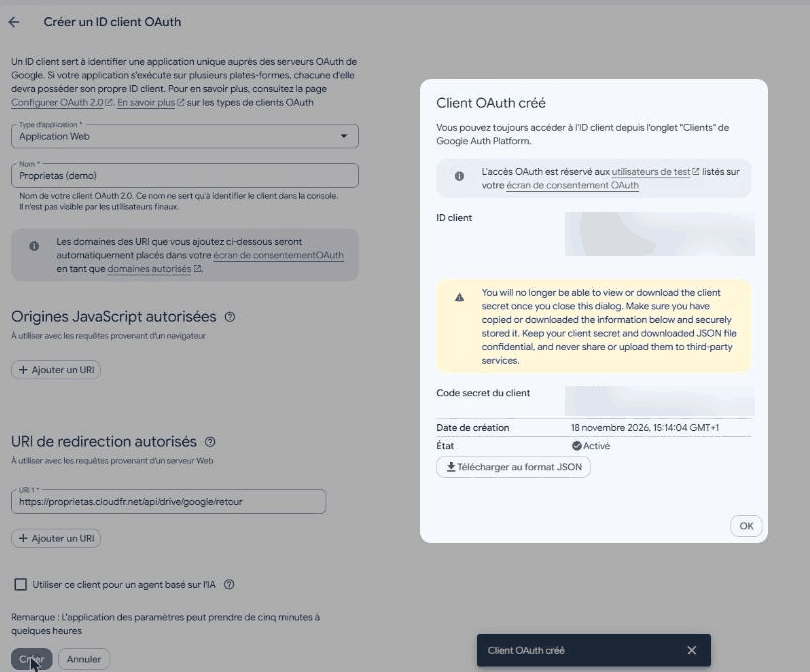 Créer un ID client OAuth
Un ID client sert à identifier une application unique auprès des serveurs OAuth de
Google. Si votre application s'exécute sur plusieurs plates-formes, chacune d'elle
devra posséder son propre ID client. Pour en savoir plus, consultez la page
Configurer OAuth 2.0. En savoir plus sur les types de clients OAuth
Type d'application *
Application Web
Nom *
Proprietas (demo)
Nom de votre client OAuth 2.0. Ce nom ne sert qu'à identifier le client dans la console.
Il n'est pas visible par les utilisateurs finaux.
Les domaines des URI que vous ajoutez ci-dessous seront
automatiquement placés dans votre écran de consentementOAuth
en tant que domaines autorisés.
Origines JavaScript autorisées
À utiliser avec les requêtes provenant d'un navigateur
+ Ajouter un URI
URI de redirection autorisés
À utiliser avec les requêtes provenant d'un serveur Web
URI 1 *
https://proprietas.cloudfr.net/api/drive/google/retour
+ Ajouter un URI
Utiliser ce client pour un agent basé sur l'IA
Remarque : L'application des paramètres peut prendre de cinq minutes à
quelques heures
Créer
Annuler
Client OAuth créé
Vous pouvez toujours accéder à l'ID client depuis l'onglet "Clients" de
Google Auth Platform.
L'accès OAuth est réservé aux utilisateurs de test listés sur
votre écran de consentement OAuth
ID client
You will no longer be able to view or download the client
secret once you close this dialog. Make sure you have
copied or downloaded the information below and securely
stored it. Keep your client secret and downloaded JSON file
confidential, and never share or upload them to third-party
services.
Code secret du client
Date de création 18 novembre 2026, 15:14:04 GMT+1
État Activé
Télécharger au format JSON
OK
Client OAuth créé